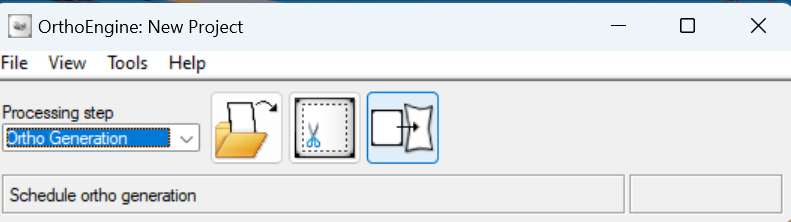 OrthoEngine: New Project
File View Tools Help
Processing step
Ortho Generation
Schedule ortho generation